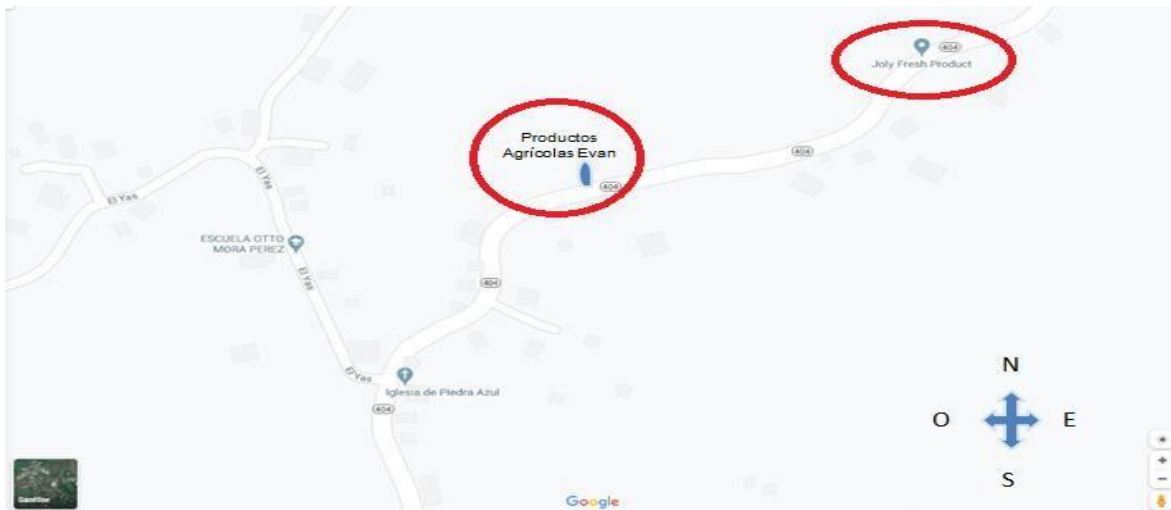 404
Joly Fresh Product
Productos
Agrícolas Evan
404
404
El Yas
El Yas
ESCUELA OTTO
MORA PEREZ
El Yas
404
N
El Yas
Iglesia de Piedra Azul
404
O
E
S
Satélite
Google